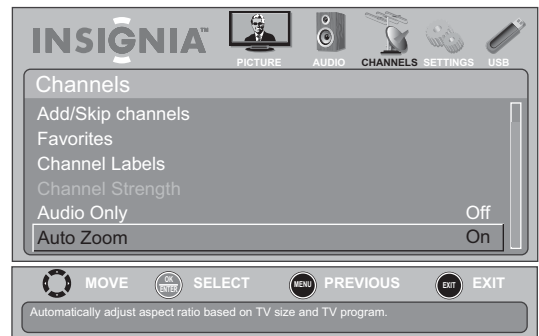 INSIGNIA™
PICTURE AUDIO CHANNELS SETTINGS USB
Channels
Add/Skip channels
Favorites
Channel Labels
Channel Strength
Audio Only Off
Auto Zoom On
MOVE OK ENTER SELECT MENU PREVIOUS EXIT EXIT
Automatically adjust aspect ratio based on TV size and TV program.